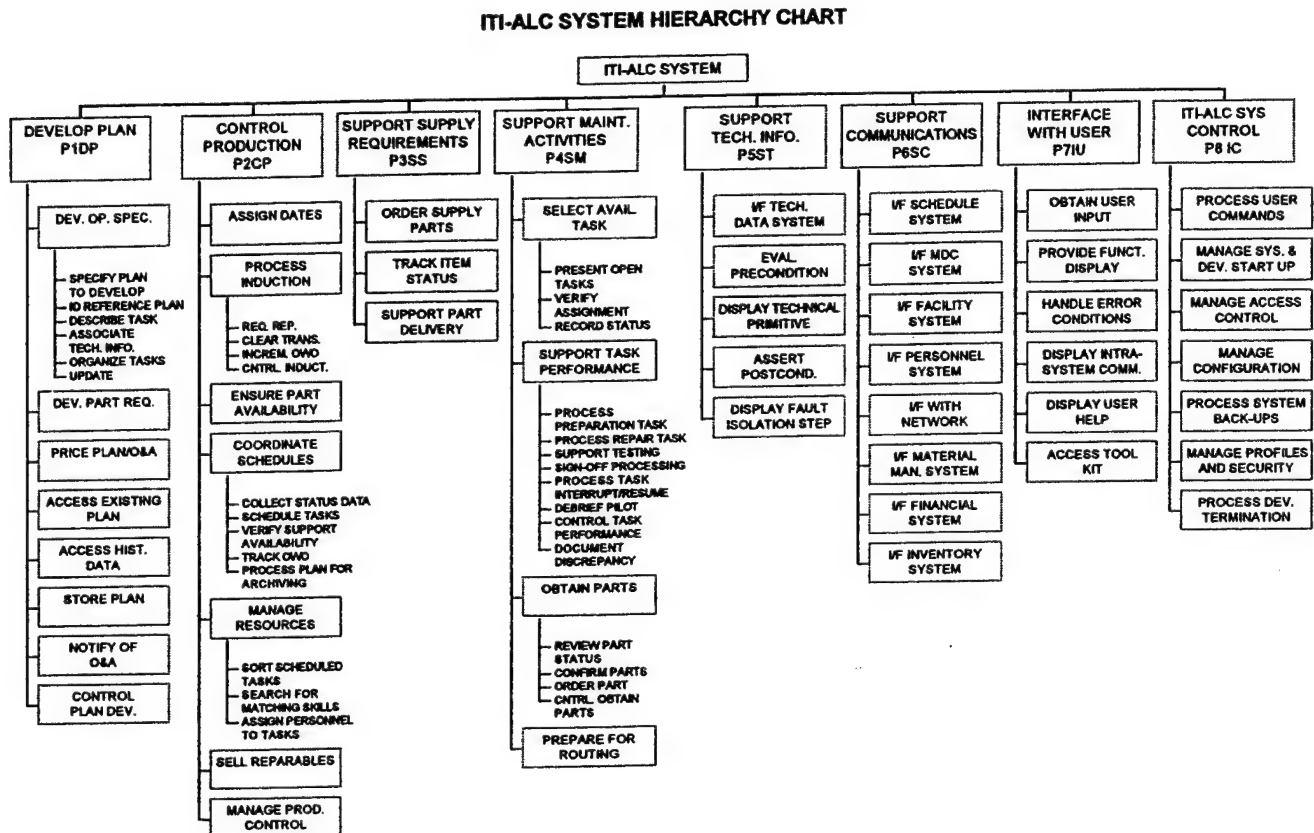 ITI-ALC SYSTEM HIERARCHY CHART
ITI-ALC SYSTEM
DEVELOP PLAN
P1DP
DEV. OP. SPEC.
SPECIFY PLAN
TO DEVELOP
ID REFERENCE PLAN
DESCRIBE TASK
ASSOCIATE
TECH. INFO.
ORGANIZE TASKS
UPDATE
DEV. PART REQ.
PRICE PLAN/O&A
ACCESS EXISTING
PLAN
ACCESS HIST.
DATA
STORE PLAN
NOTIFY OF
O&A
CONTROL
PLAN DEV.
CONTROL
PRODUCTION
P2CP
ASSIGN DATES
PROCESS
INDUCTION
REQ. REP.
CLEAR TRANS.
INCREM. OWO
CNTRL. INDUCT.
ENSURE PART
AVAILABILITY
COORDINATE
SCHEDULES
COLLECT STATUS DATA
SCHEDULE TASKS
VERIFY SUPPORT
AVAILABILITY
TRACK OWO
PROCESS PLAN FOR
ARCHIVING
MANAGE
RESOURCES
SORT SCHEDULED
TASKS
SEARCH FOR
MATCHING SKILLS
ASSIGN PERSONNEL
TO TASKS
SELL REPARABLES
MANAGE PROD.
CONTROL
SUPPORT SUPPLY
REQUIREMENTS
P3SS
ORDER SUPPLY
PARTS
TRACK ITEM
STATUS
SUPPORT PART
DELIVERY
SUPPORT MAINT.
ACTIVITIES
P4SM
SELECT AVAIL.
TASK
PRESENT OPEN
TASKS
VERIFY
ASSIGNMENT
RECORD STATUS
SUPPORT TASK
PERFORMANCE
PROCESS
PREPARATION TASK
PROCESS REPAIR TASK
SUPPORT TESTING
SIGN-OFF PROCESSING
PROCESS TASK
INTERRUPT/RESUME
DEBRIEF PILOT
CONTROL TASK
PERFORMANCE
DOCUMENT
DISCREPANCY
OBTAIN PARTS
REVIEW PART
STATUS
CONFIRM PARTS
ORDER PART
CNTRL. OBTAIN
PARTS
PREPARE FOR
ROUTING
SUPPORT
TECH. INFO.
P5ST
I/F TECH.
DATA SYSTEM
EVAL.
PRECONDITION
DISPLAY TECHNICAL
PRIMITIVE
ASSERT
POSTCOND.
DISPLAY FAULT
ISOLATION STEP
SUPPORT
COMMUNICATIONS
P6SC
I/F SCHEDULE
SYSTEM
I/F MDC
SYSTEM
I/F FACILITY
SYSTEM
I/F PERSONNEL
SYSTEM
I/F WITH
NETWORK
I/F MATERIAL
MAN. SYSTEM
I/F FINANCIAL
SYSTEM
I/F INVENTORY
SYSTEM
INTERFACE
WITH USER
P7IU
OBTAIN USER
INPUT
PROVIDE FUNCT.
DISPLAY
HANDLE ERROR
CONDITIONS
DISPLAY INTRA-
SYSTEM COMM.
DISPLAY USER
HELP
ACCESS TOOL
KIT
ITI-ALC SYS
CONTROL
P8 IC
PROCESS USER
COMMANDS
MANAGE SYS. &
DEV. START UP
MANAGE ACCESS
CONTROL
MANAGE
CONFIGURATION
PROCESS SYSTEM
BACK-UPS
MANAGE PROFILES
AND SECURITY
PROCESS DEV.
TERMINATION